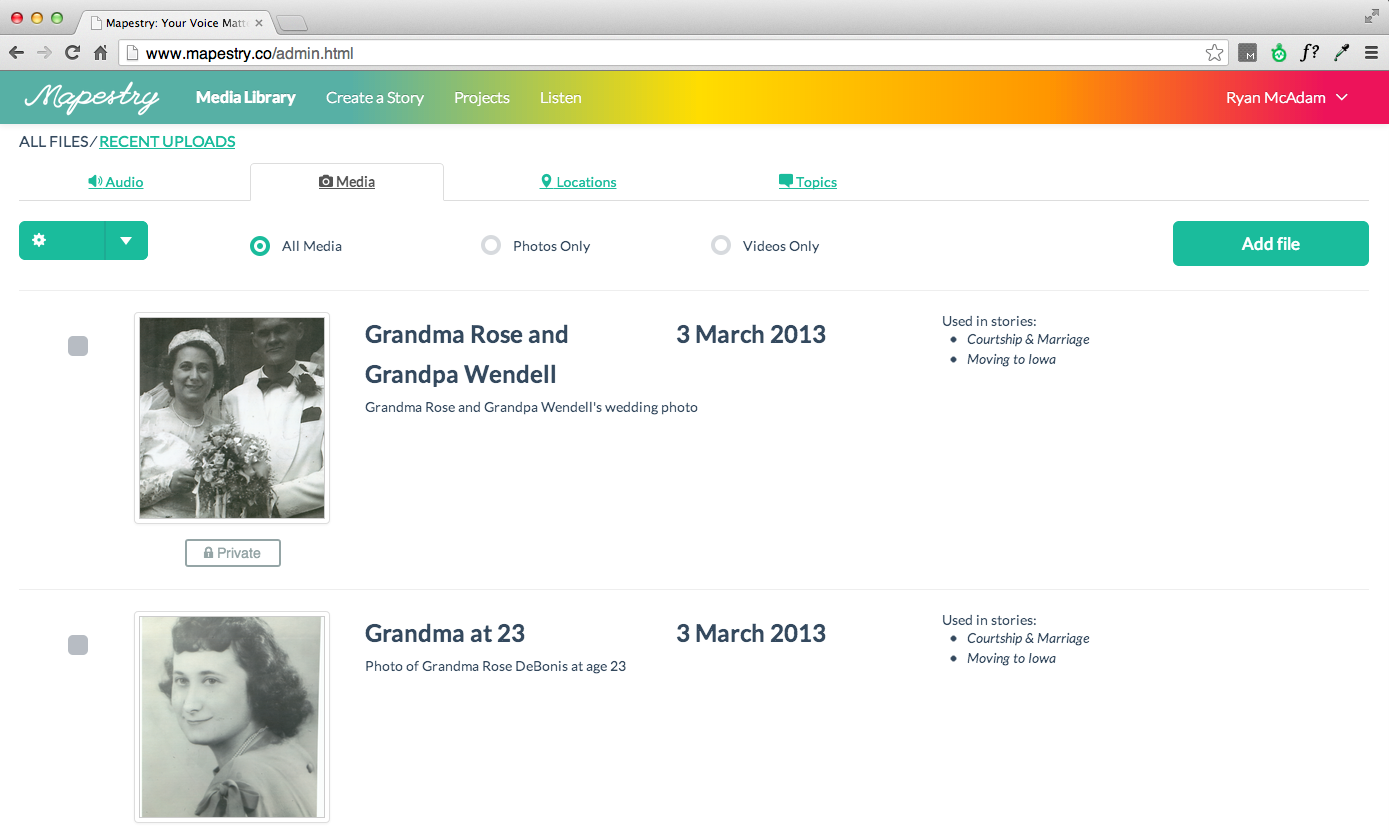 Mapestry: Your Voice Matt
www.mapestry.co/admin.html
M
f?
Mapestry Media Library Create a Story Projects Listen Ryan McAdam
ALL FILES/RECENT UPLOADS
Audio Media Locations Topics
All Media Photos Only Videos Only Add file
Grandma Rose and
Grandpa Wendell
Grandma Rose and Grandpa Wendell's wedding photo
3 March 2013
Used in stories:
Courtship & Marriage
Moving to Iowa
Private
Grandma at 23
Photo of Grandma Rose DeBonis at age 23
3 March 2013
Used in stories:
Courtship & Marriage
Moving to Iowa